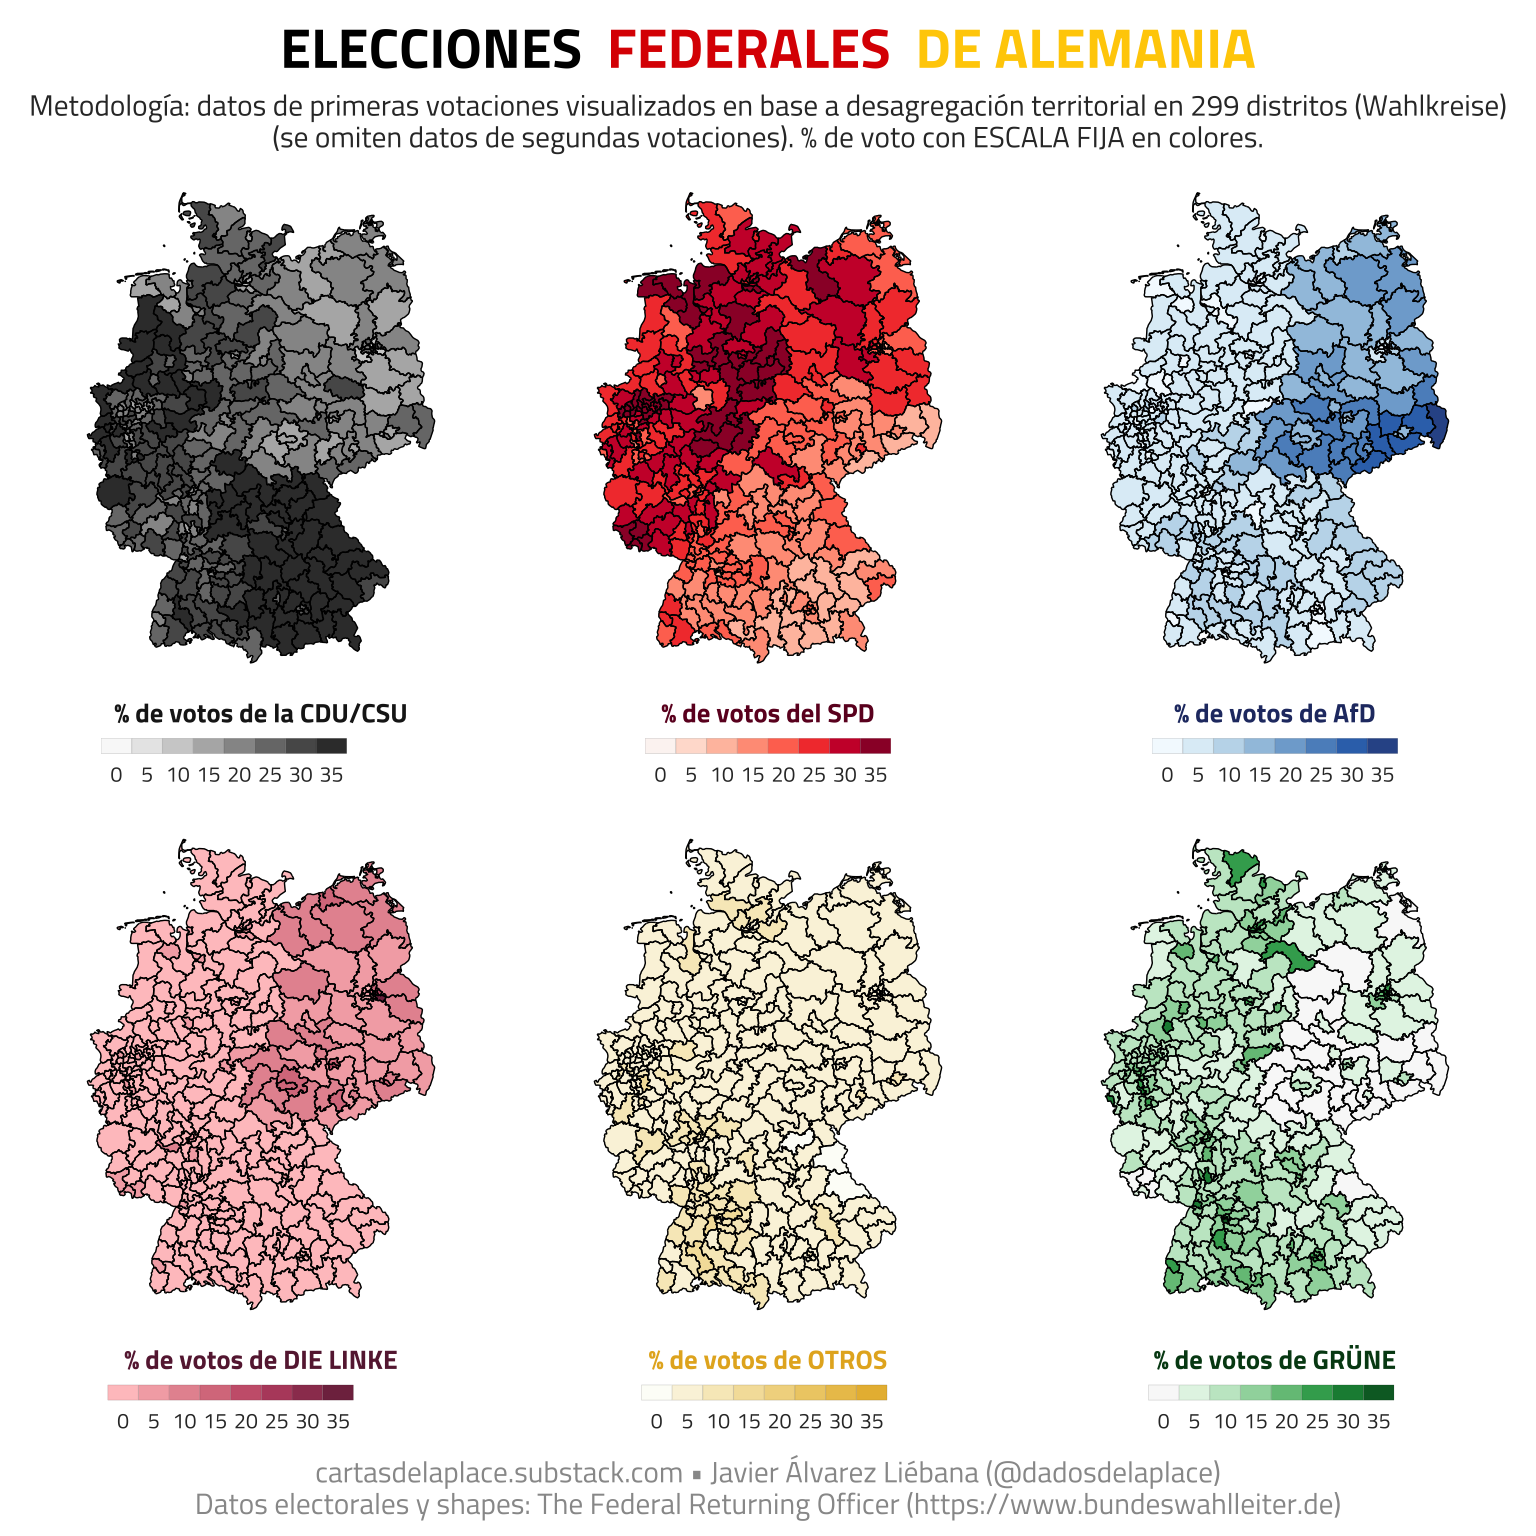 ELECCIONES FEDERALES DE ALEMANIA
Metodología: datos de primeras votaciones visualizados en base a desagregación territorial en 299 distritos (Wahlkreise)
(se omiten datos de segundas votaciones). % de voto con ESCALA FIJA en colores.
% de votos de la CDU/CSU
0 5 10 15 20 25 30 35
% de votos del SPD
0 5 10 15 20 25 30 35
% de votos de AfD
0 5 10 15 20 25 30 35
% de votos de DIE LINKE
0 5 10 15 20 25 30 35
% de votos de OTROS
0 5 10 15 20 25 30 35
% de votos de GRÜNE
0 5 10 15 20 25 30 35
cartasdelaplace.substack.com ▪ Javier Álvarez Liébana (@dadosdelaplace)
Datos electorales y shapes: The Federal Returning Officer (https://www.bundeswahlleiter.de)